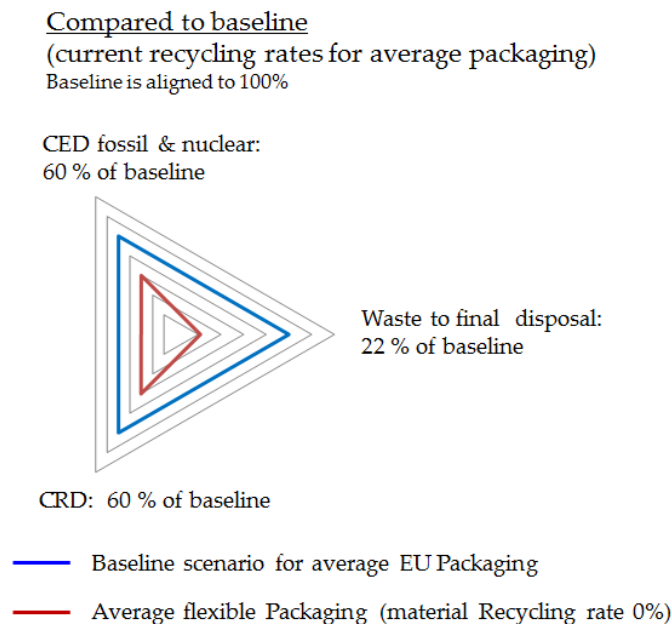 Compared to baseline
(current recycling rates for average packaging)
Baseline is aligned to 100%
CED fossil & nuclear:
60 % of baseline
Waste to final disposal:
22 % of baseline
CRD: 60 % of baseline
Baseline scenario for average EU Packaging
Average flexible Packaging (material Recycling rate 0%)